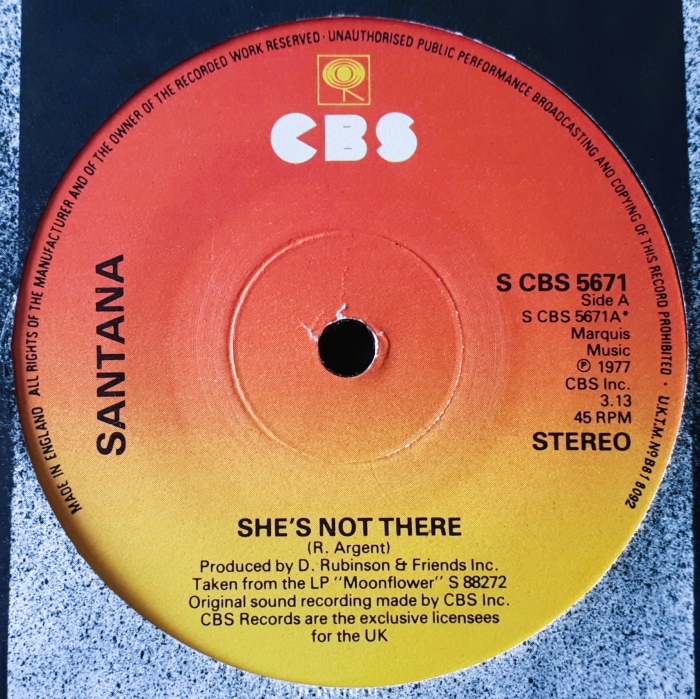 MADE IN ENGLAND ALL RIGHTS OF THE MANUFACTURER AND OF THE OWNER OF THE RECORDED WORK RESERVED · UNAUTHORISED PUBLIC PERFORMANCE BROADCASTING AND COPYING OF THIS RECORD PROHIBITED · U.K.T.M. Nº B618092
CBS
SANTANA
S CBS 5671
Side A
S CBS 5671A*
Marquis
Music
℗ 1977
CBS Inc.
3.13
45 RPM
STEREO
SHE'S NOT THERE
(R. Argent)
Produced by D. Rubinson & Friends Inc.
Taken from the LP "Moonflower" S 88272
Original sound recording made by CBS Inc.
CBS Records are the exclusive licensees
for the UK